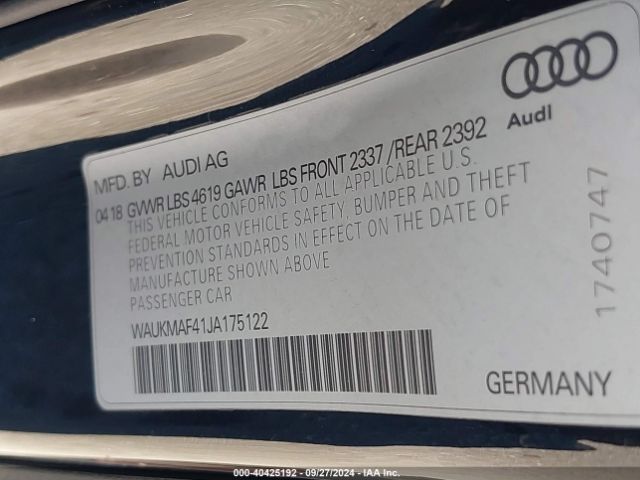 Audi
MFD. BY AUDI AG
04 18 GVWR LBS 4619 GAWR LBS FRONT 2337 /REAR 2392
THIS VEHICLE CONFORMS TO ALL APPLICABLE U.S.
FEDERAL MOTOR VEHICLE SAFETY, BUMPER AND THEFT
PREVENTION STANDARDS IN EFFECT ON THE DATE OF
MANUFACTURE SHOWN ABOVE
PASSENGER CAR
WAUKMAF41JA175122
GERMANY
1740747
000-40425192 - 09/27/2024 - IAA Inc.